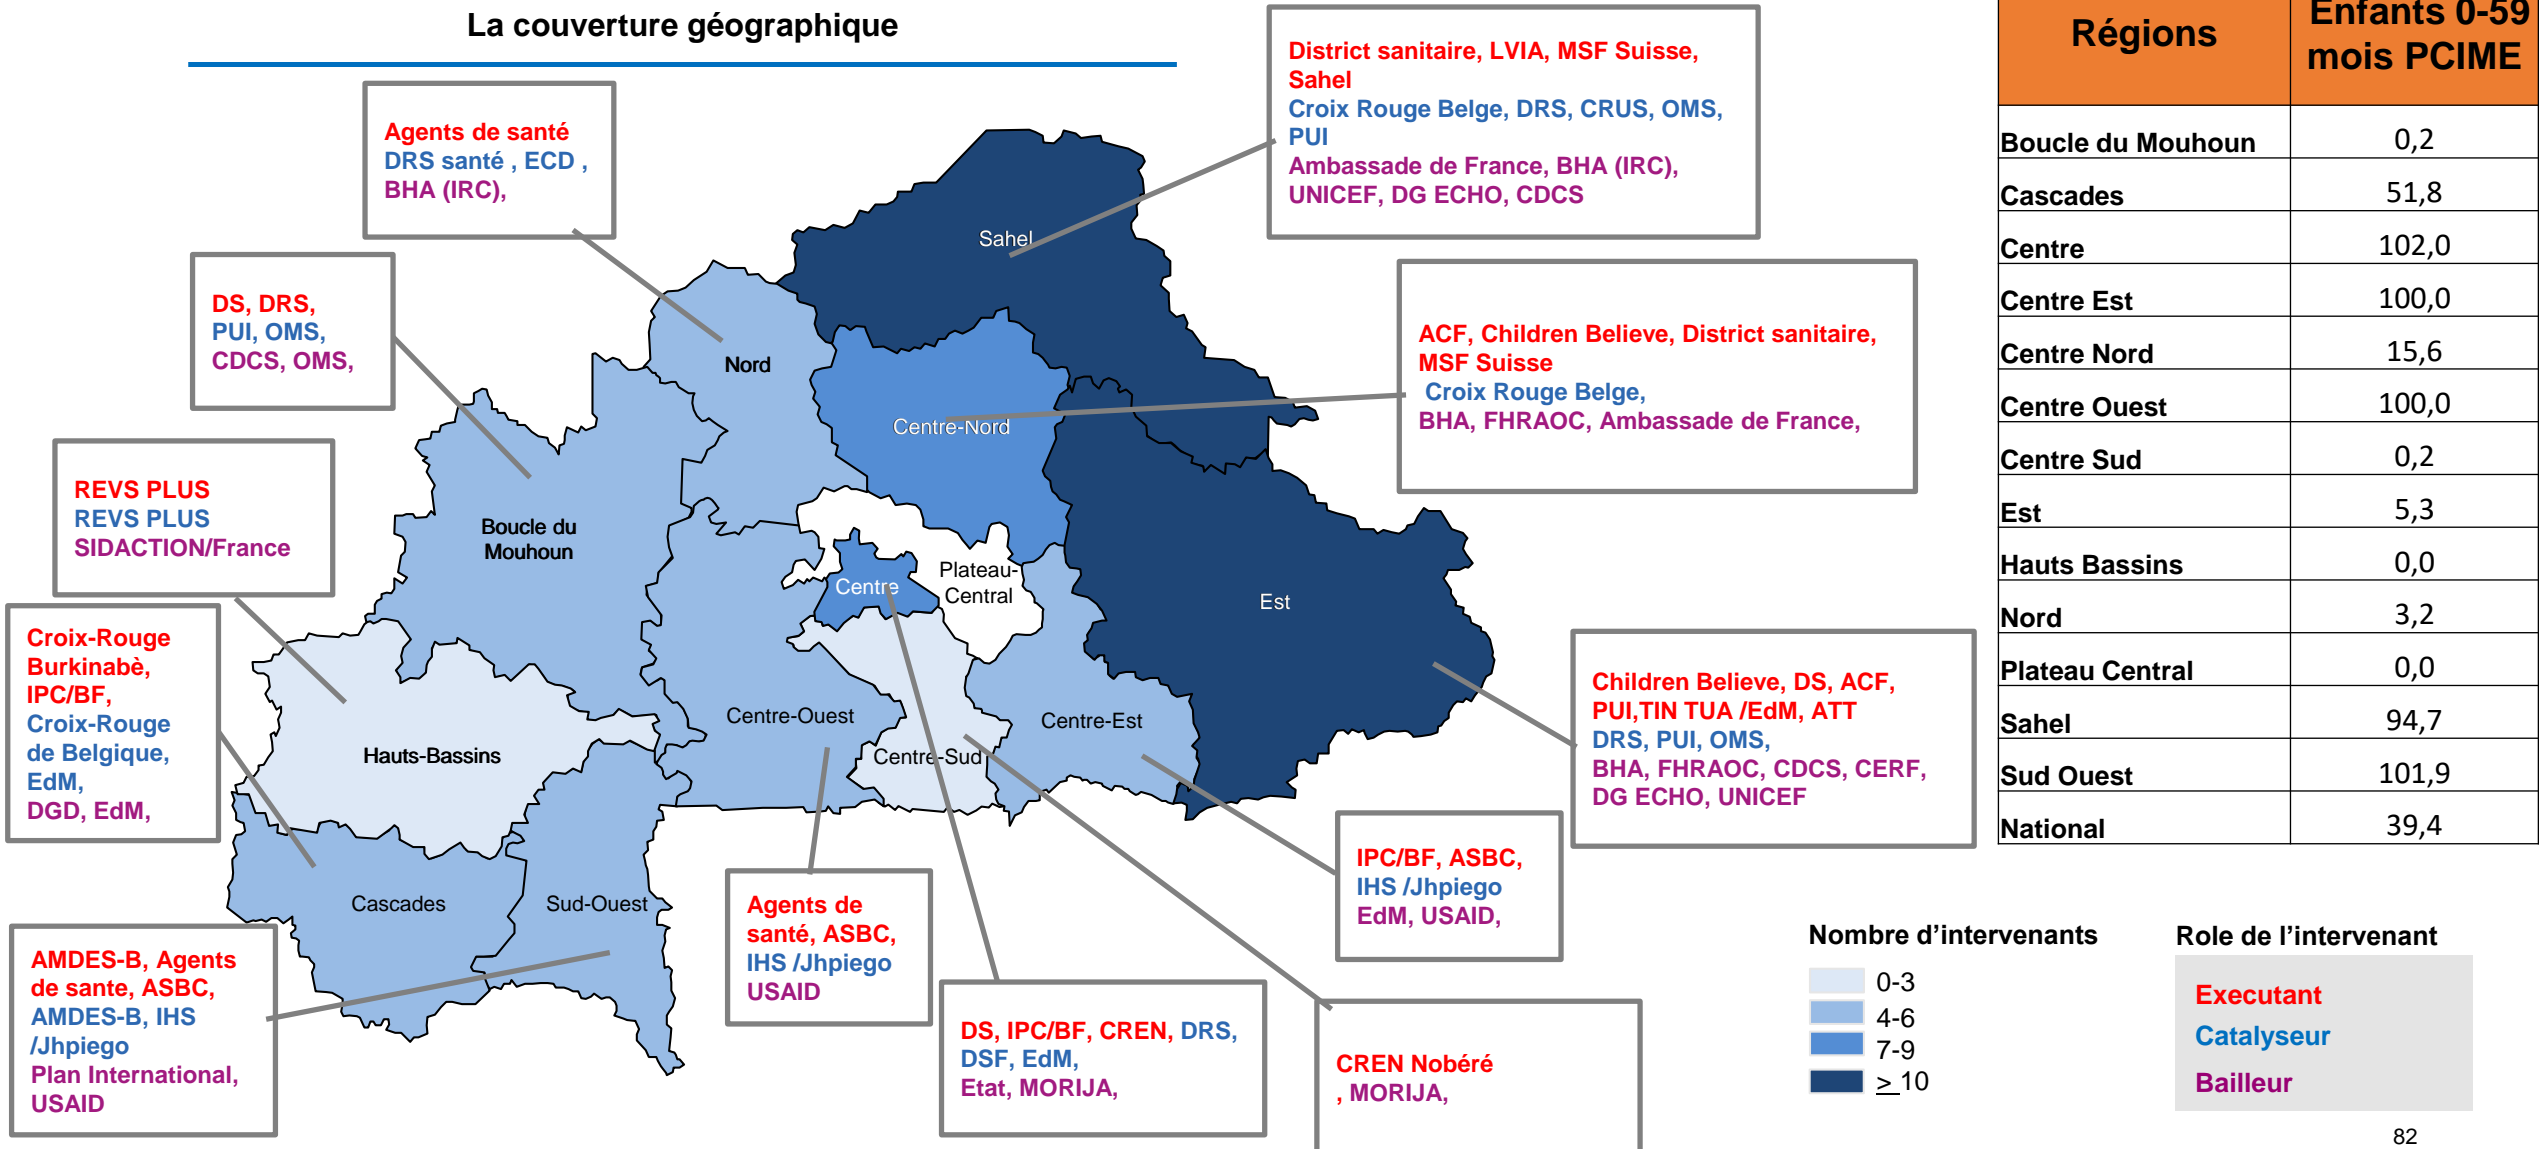 La couverture géographique
District sanitaire, LVIA, MSF Suisse,
Sahel
Croix Rouge Belge, DRS, CRUS, OMS,
PUI
Ambassade de France, BHA (IRC),
UNICEF, DG ECHO, CDCS
Agents de santé
DRS santé , ECD ,
BHA (IRC),
DS, DRS,
PUI, OMS,
CDCS, OMS,
ACF, Children Believe, District sanitaire,
MSF Suisse
Croix Rouge Belge,
BHA, FHRAOC, Ambassade de France,
REVS PLUS
REVS PLUS
SIDACTION/France
Croix-Rouge
Burkinabè,
IPC/BF,
Croix-Rouge
de Belgique,
EdM,
DGD, EdM,
Children Believe, DS, ACF,
PUI,TIN TUA /EdM, ATT
DRS, PUI, OMS,
BHA, FHRAOC, CDCS, CERF,
DG ECHO, UNICEF
IPC/BF, ASBC,
IHS /Jhpiego
EdM, USAID,
Agents de
santé, ASBC,
IHS /Jhpiego
USAID
AMDES-B, Agents
de sante, ASBC,
AMDES-B, IHS
/Jhpiego
Plan International,
USAID
DS, IPC/BF, CREN, DRS,
DSF, EdM,
Etat, MORIJA,
CREN Nobéré
, MORIJA,
Sahel
Nord
Centre-Nord
Boucle du
Mouhoun
Plateau-
Central
Centre
Est
Centre-Ouest
Centre-Est
Hauts-Bassins
Centre-Sud
Cascades
Sud-Ouest
Régions Enfants 0-59
mois PCIME
Boucle du Mouhoun 0,2
Cascades 51,8
Centre 102,0
Centre Est 100,0
Centre Nord 15,6
Centre Ouest 100,0
Centre Sud 0,2
Est 5,3
Hauts Bassins 0,0
Nord 3,2
Plateau Central 0,0
Sahel 94,7
Sud Ouest 101,9
National 39,4
Nombre d’intervenants
0-3
4-6
7-9
> 10
Role de l’intervenant
Executant
Catalyseur
Bailleur
82